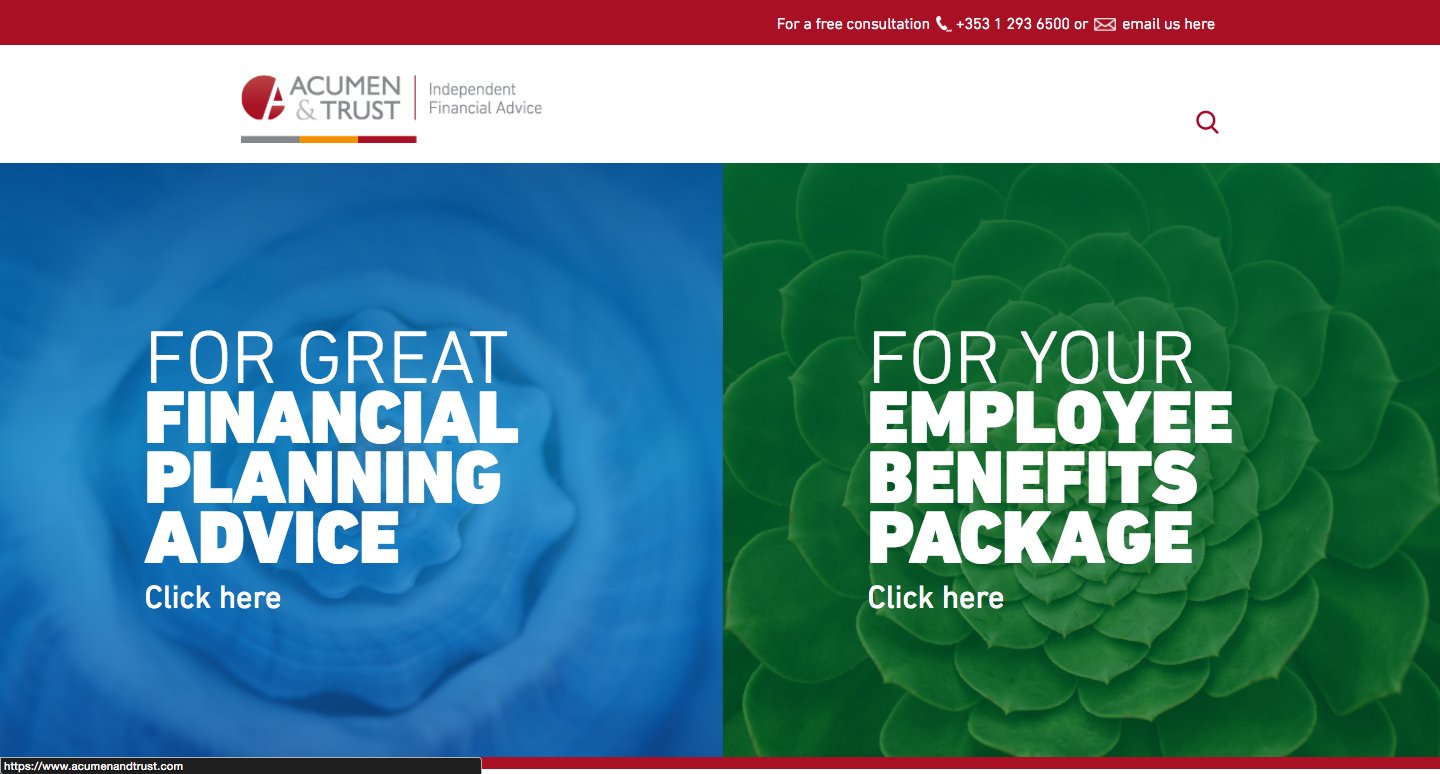 For a free consultation +353 1 293 6500 or email us here
ACUMEN
& TRUST
Independent
Financial Advice
FOR GREAT
FINANCIAL
PLANNING
ADVICE
Click here
FOR YOUR
EMPLOYEE
BENEFITS
PACKAGE
Click here
https://www.acumenandtrust.com